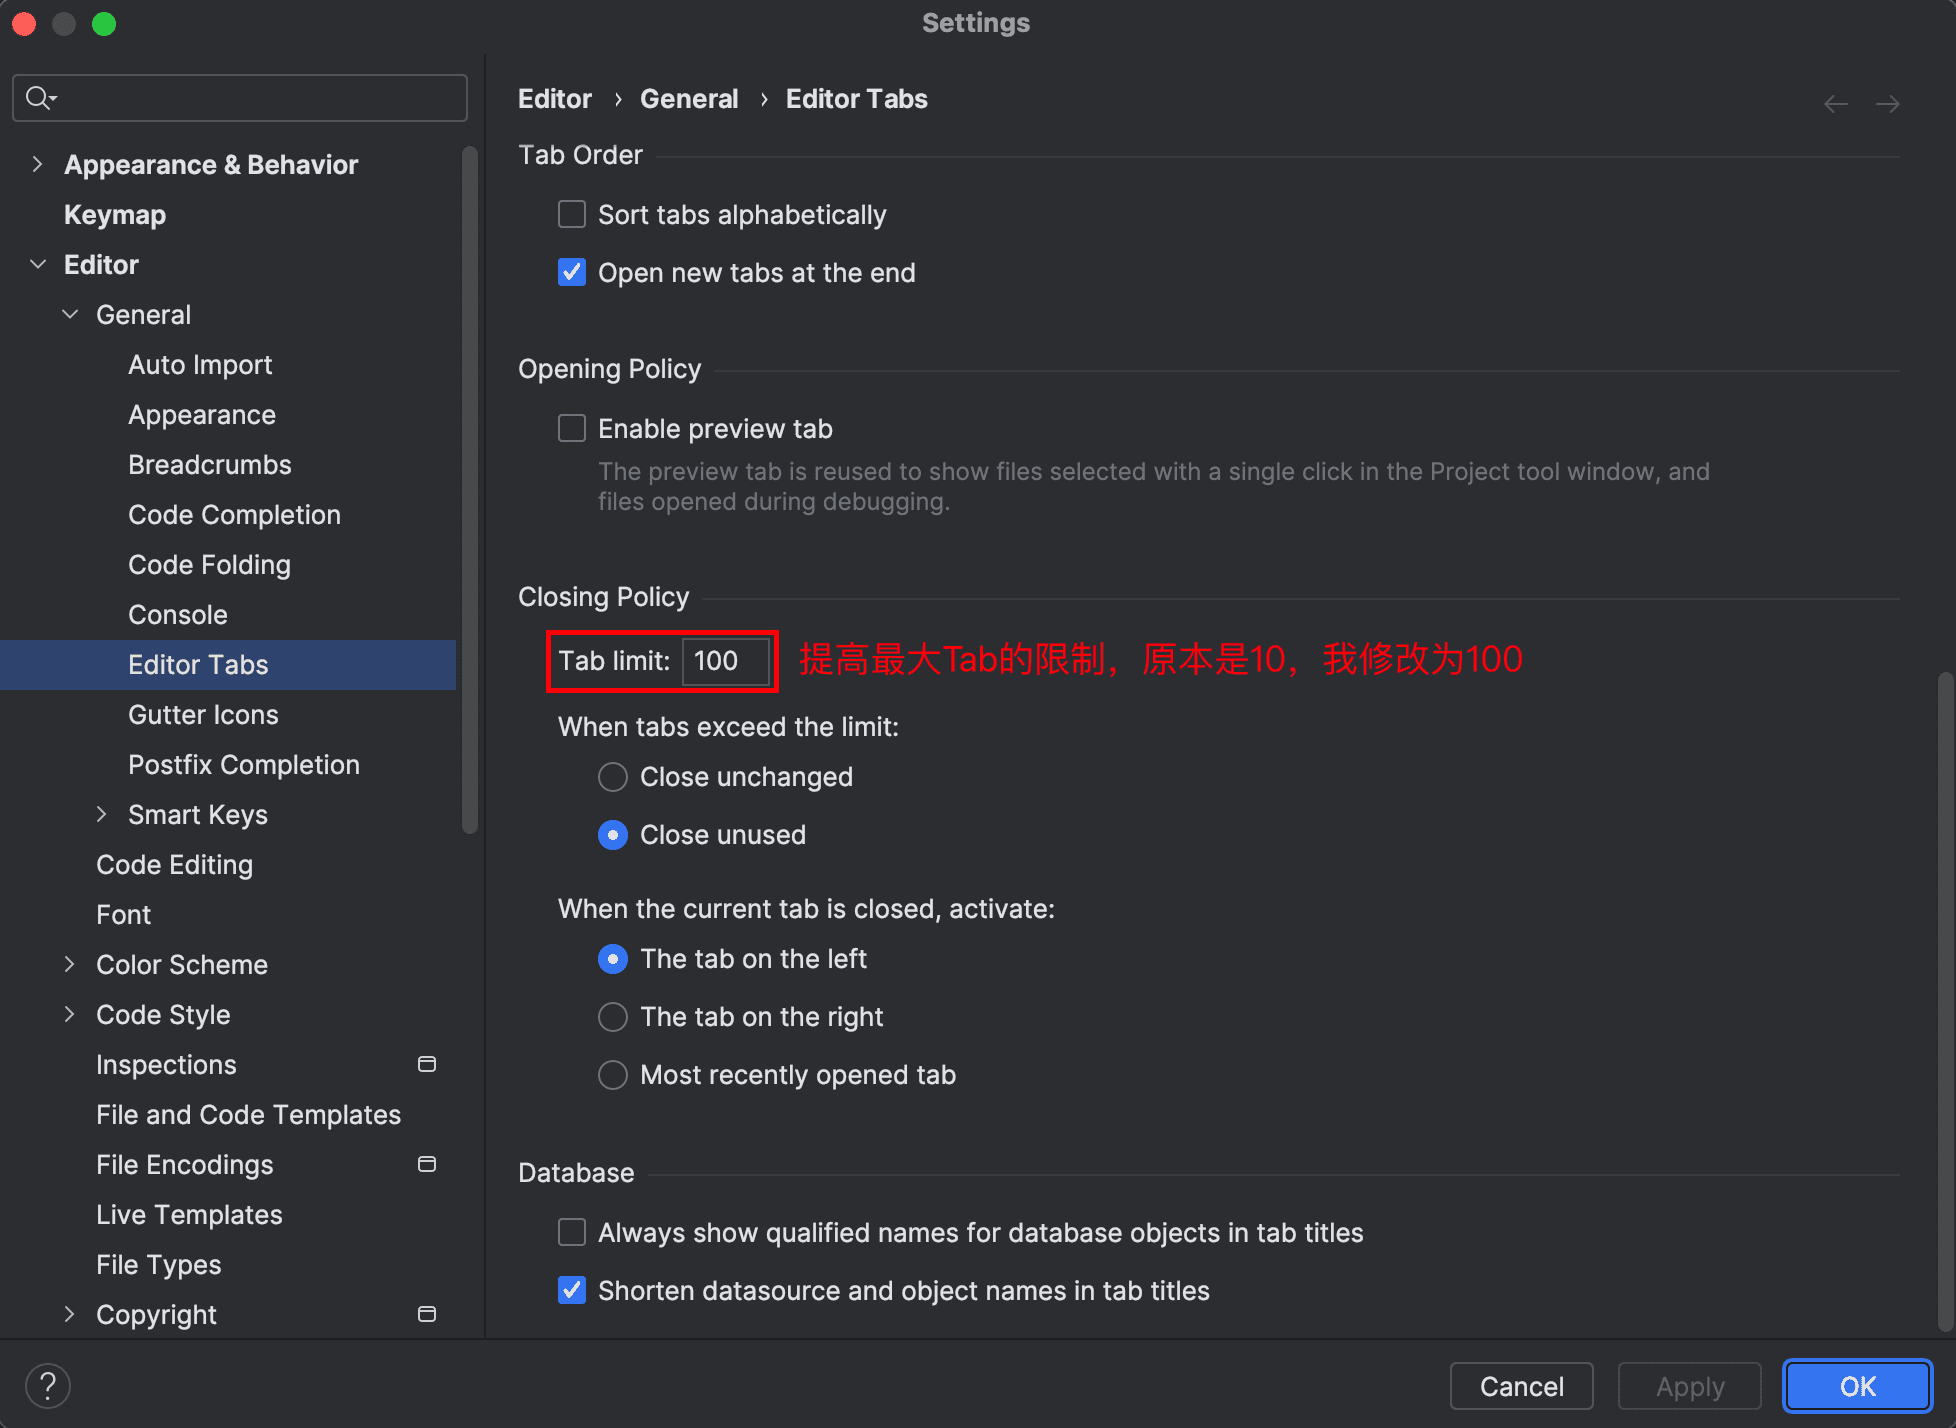 Settings
Appearance & Behavior
Keymap
Editor
General
Auto Import
Appearance
Breadcrumbs
Code Completion
Code Folding
Console
Editor Tabs
Gutter Icons
Postfix Completion
Smart Keys
Code Editing
Font
Color Scheme
Code Style
Inspections
File and Code Templates
File Encodings
Live Templates
File Types
Copyright
Editor › General › Editor Tabs
Tab Order
Sort tabs alphabetically
Open new tabs at the end
Opening Policy
Enable preview tab
The preview tab is reused to show files selected with a single click in the Project tool window, and
files opened during debugging.
Closing Policy
Tab limit: 100 提高最大Tab的限制，原本是10，我修改为100
When tabs exceed the limit:
Close unchanged
Close unused
When the current tab is closed, activate:
The tab on the left
The tab on the right
Most recently opened tab
Database
Always show qualified names for database objects in tab titles
Shorten datasource and object names in tab titles
?
Cancel Apply OK